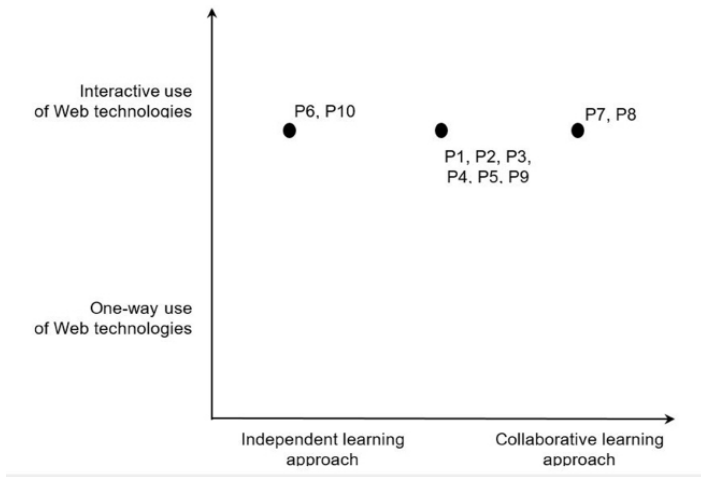 Interactive use
of Web technologies
P6, P10
P7, P8
P1, P2, P3,
P4, P5, P9
One-way use
of Web technologies
Independent learning
approach
Collaborative learning
approach